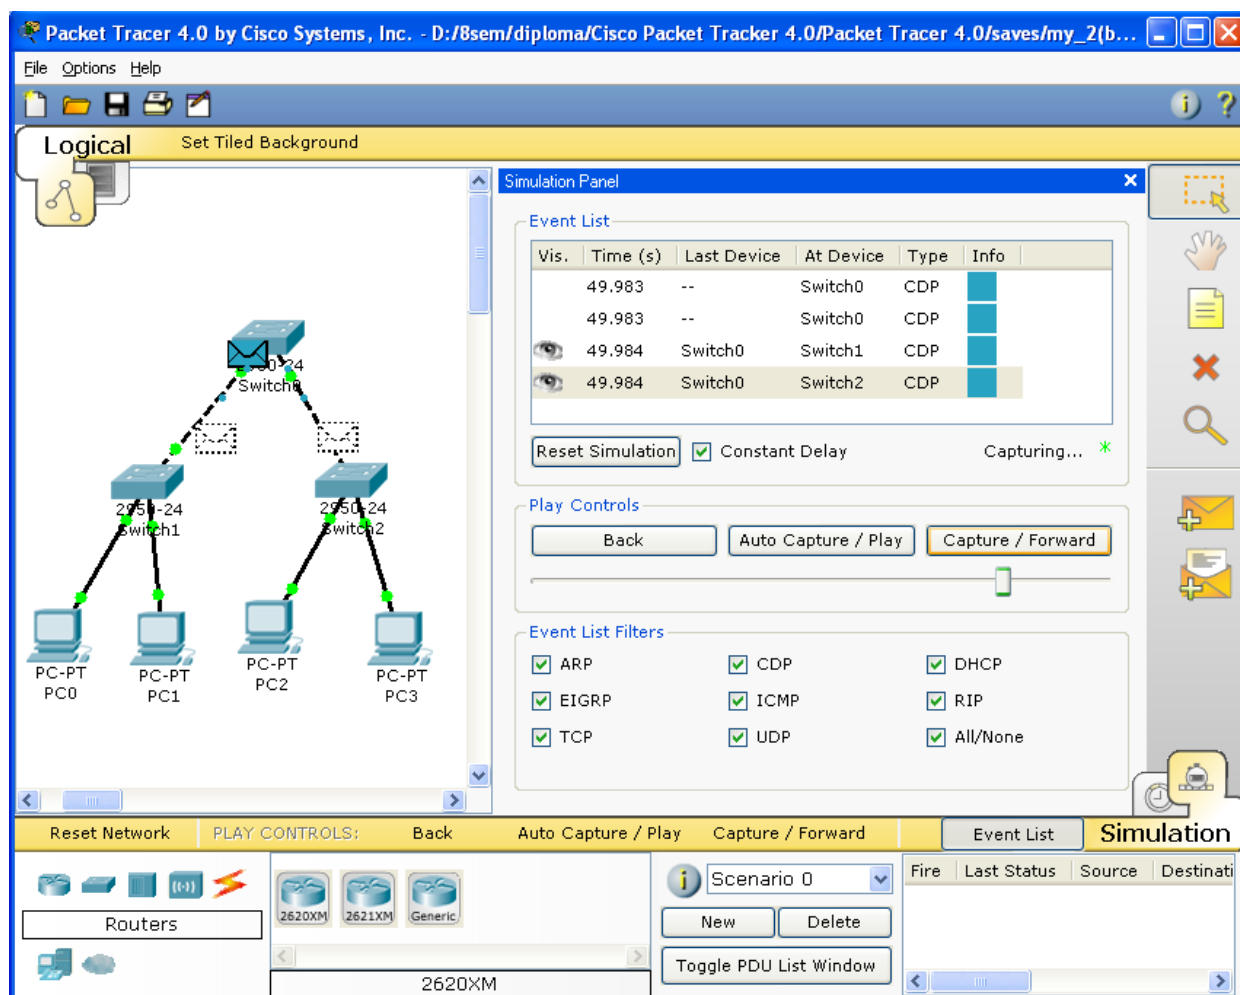 Packet Tracer 4.0 by Cisco Systems, Inc. - D:/8sem/diploma/Cisco Packet Tracker 4.0/Packet Tracer 4.0/saves/my_2(b...
File Options Help
Logical Set Tiled Background
Simulation Panel
Event List
Vis. Time (s) Last Device At Device Type Info
49.983 -- Switch0 CDP
49.983 -- Switch0 CDP
49.984 Switch0 Switch1 CDP
49.984 Switch0 Switch2 CDP
Reset Simulation Constant Delay Capturing... *
Play Controls
Back Auto Capture / Play Capture / Forward
Event List Filters
ARP CDP DHCP
EIGRP ICMP RIP
TCP UDP All/None
2950-24
Switch0
2950-24
Switch1
2950-24
Switch2
PC-PT
PC0
PC-PT
PC1
PC-PT
PC2
PC-PT
PC3
Reset Network PLAY CONTROLS: Back Auto Capture / Play Capture / Forward Event List Simulation
Routers
2620XM 2621XM Generic
2620XM
Scenario 0
New Delete
Toggle PDU List Window
Fire Last Status Source Destinati